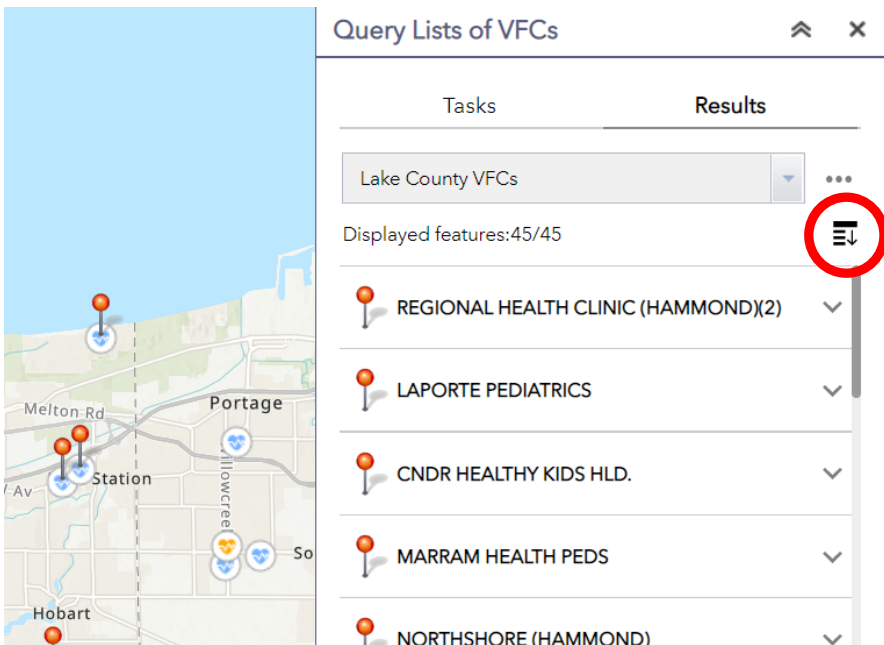 Query Lists of VFCs
Tasks
Results
Lake County VFCs
Displayed features:45/45
REGIONAL HEALTH CLINIC (HAMMOND)(2)
LAPORTE PEDIATRICS
CNDR HEALTHY KIDS HLD.
MARRAM HEALTH PEDS
NORTHSHORE (HAMMOND)
Melton Rd
Portage
Station
Av
illowcree
So
Hobart